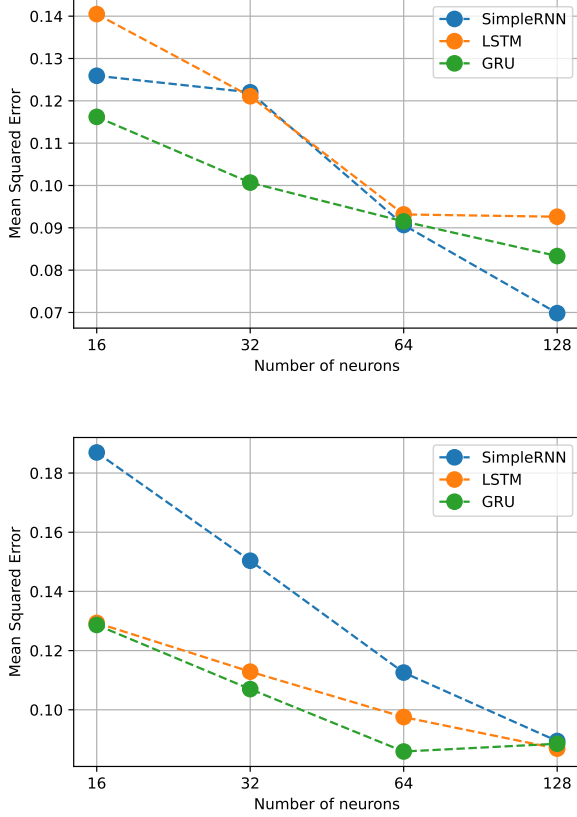 0.14
0.13
0.12
0.11
0.10
0.09
0.08
0.07
Mean Squared Error
SimpleRNN
LSTM
GRU
16 32 64 128
Number of neurons
0.18
0.16
0.14
0.12
0.10
Mean Squared Error
SimpleRNN
LSTM
GRU
16 32 64 128
Number of neurons